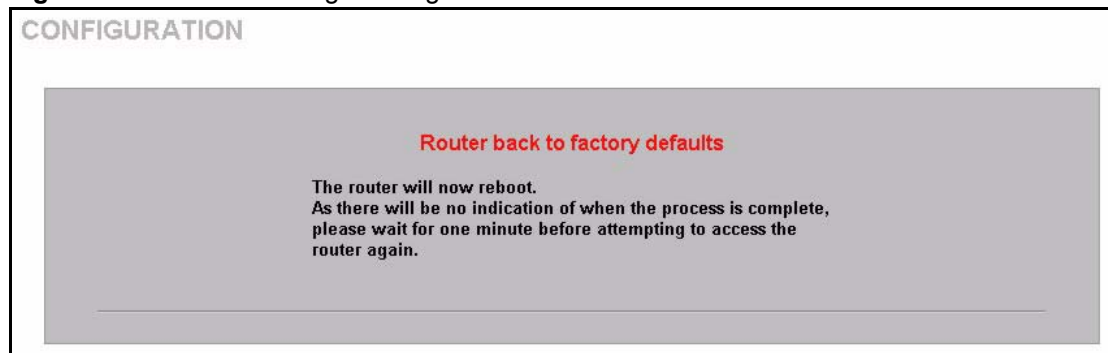 CONFIGURATION
Router back to factory defaults
The router will now reboot.
As there will be no indication of when the process is complete,
please wait for one minute before attempting to access the
router again.